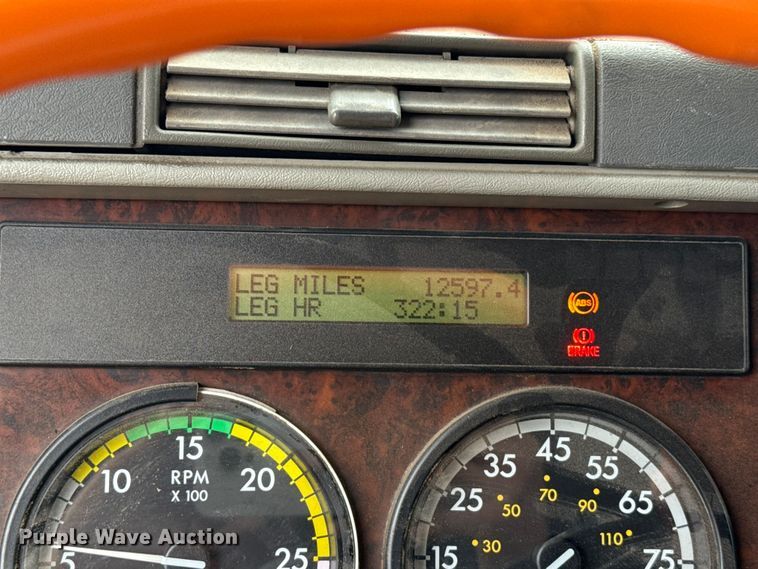 LEG MILES 12597.4
LEG HR 322:15
ABS
BRAKE
5 10 15 20 25
RPM
X 100
15 25 35 45 55 65 75
30 50 70 90 110
Purple Wave Auction